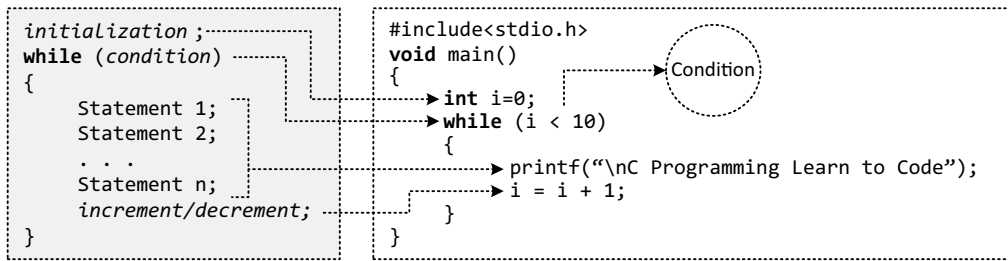 initialization ;
while (condition)
{
Statement 1;
Statement 2;
. . .
Statement n;
increment/decrement;
}
#include<stdio.h>
void main()
{
int i=0;
while (i < 10)
{
printf(“\nC Programming Learn to Code”);
i = i + 1;
}
}
Condition